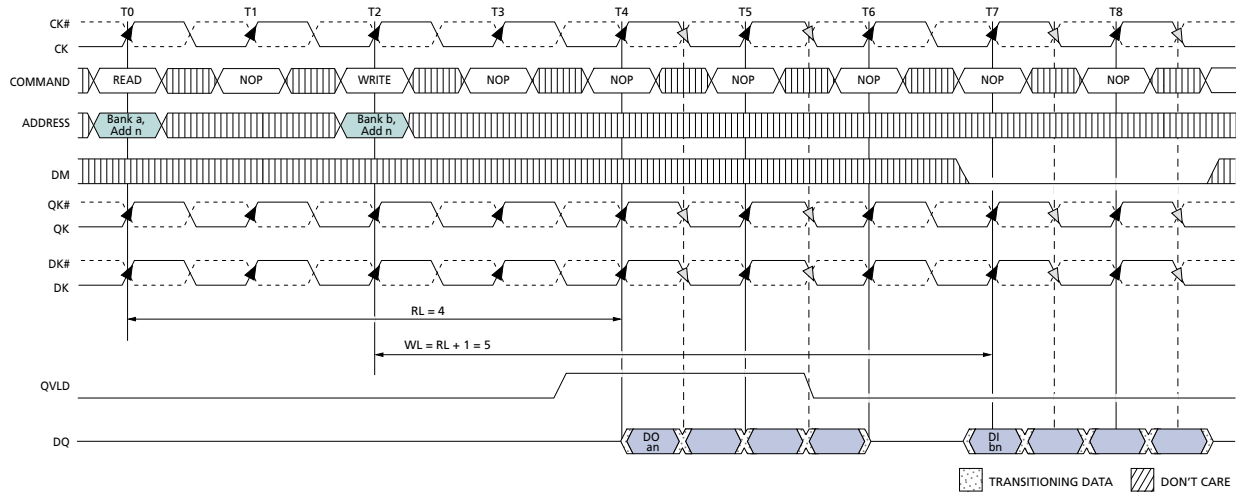 T0 T1 T2 T3 T4 T5 T6 T7 T8
CK#
CK
COMMAND READ NOP WRITE NOP NOP NOP NOP NOP NOP
ADDRESS Bank a, Add n Bank b, Add n
DM
QK#
QK
DK#
DK
RL = 4
WL = RL + 1 = 5
QVLD
DQ DO an DI bn
TRANSITIONING DATA DON'T CARE